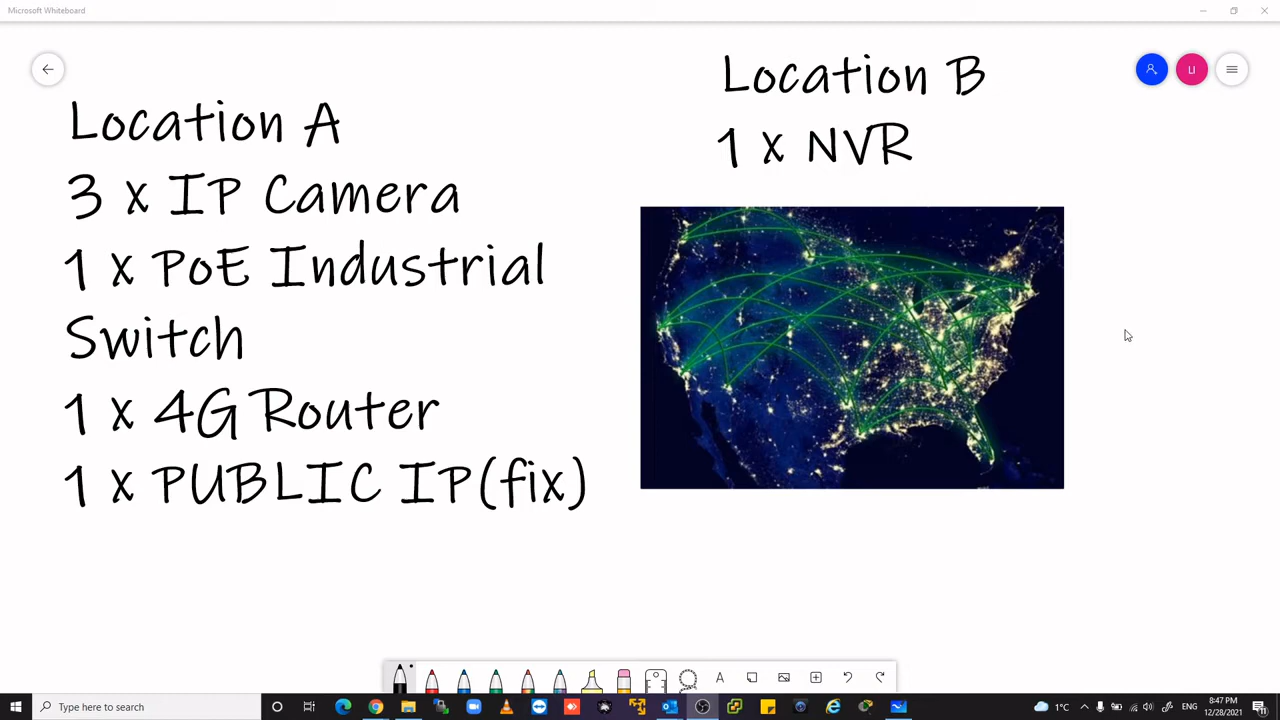 Microsoft Whiteboard
Location A
3 x IP Camera
1 x PoE Industrial
Switch
1 x 4G Router
1 x PUBLIC IP(fix)
Location B
1 x NVR
LI
A
Type here to search
1°C
ENG
8:47 PM
12/28/2021